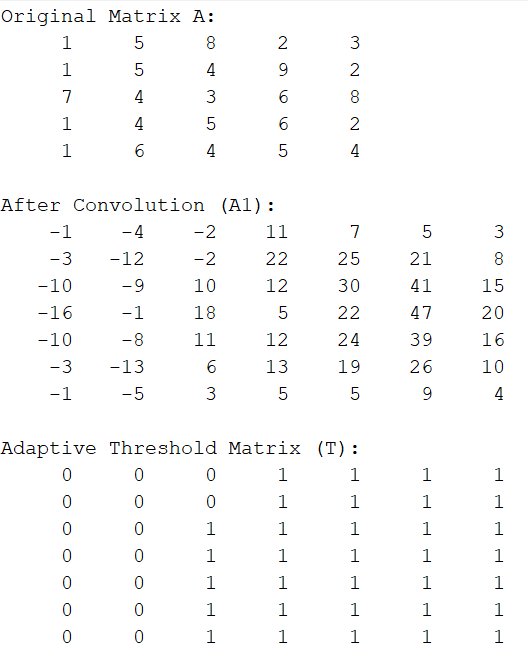 Original Matrix A:
1 5 8 2 3
1 5 4 9 2
7 4 3 6 8
1 4 5 6 2
1 6 4 5 4
After Convolution (A1):
-1 -4 -2 11 7 5 3
-3 -12 -2 22 25 21 8
-10 -9 10 12 30 41 15
-16 -1 18 5 22 47 20
-10 -8 11 12 24 39 16
-3 -13 6 13 19 26 10
-1 -5 3 5 5 9 4
Adaptive Threshold Matrix (T):
0 0 0 1 1 1 1
0 0 0 1 1 1 1
0 0 1 1 1 1 1
0 0 1 1 1 1 1
0 0 1 1 1 1 1
0 0 1 1 1 1 1
0 0 1 1 1 1 1